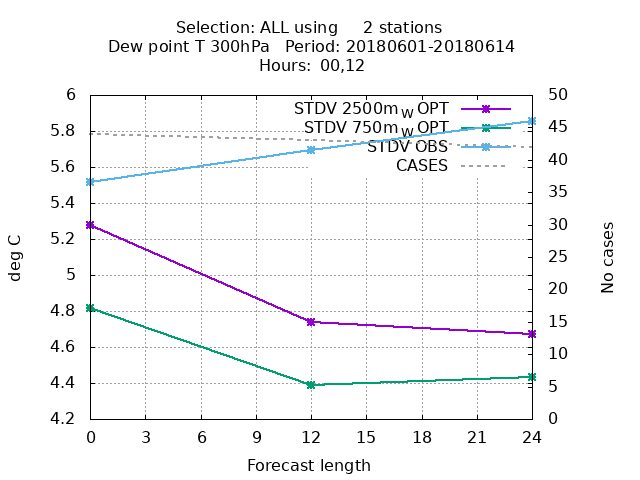 Selection: ALL using     2 stations
Dew point T 300hPa   Period: 20180601-20180614
Hours: 00,12
STDV 2500m_W OPT
STDV 750m_W OPT
STDV OBS
CASES
6
5.8
5.6
5.4
5.2
5
4.8
4.6
4.4
4.2
deg C
50
45
40
35
30
25
20
15
10
5
0
No cases
0 3 6 9 12 15 18 21 24
Forecast length